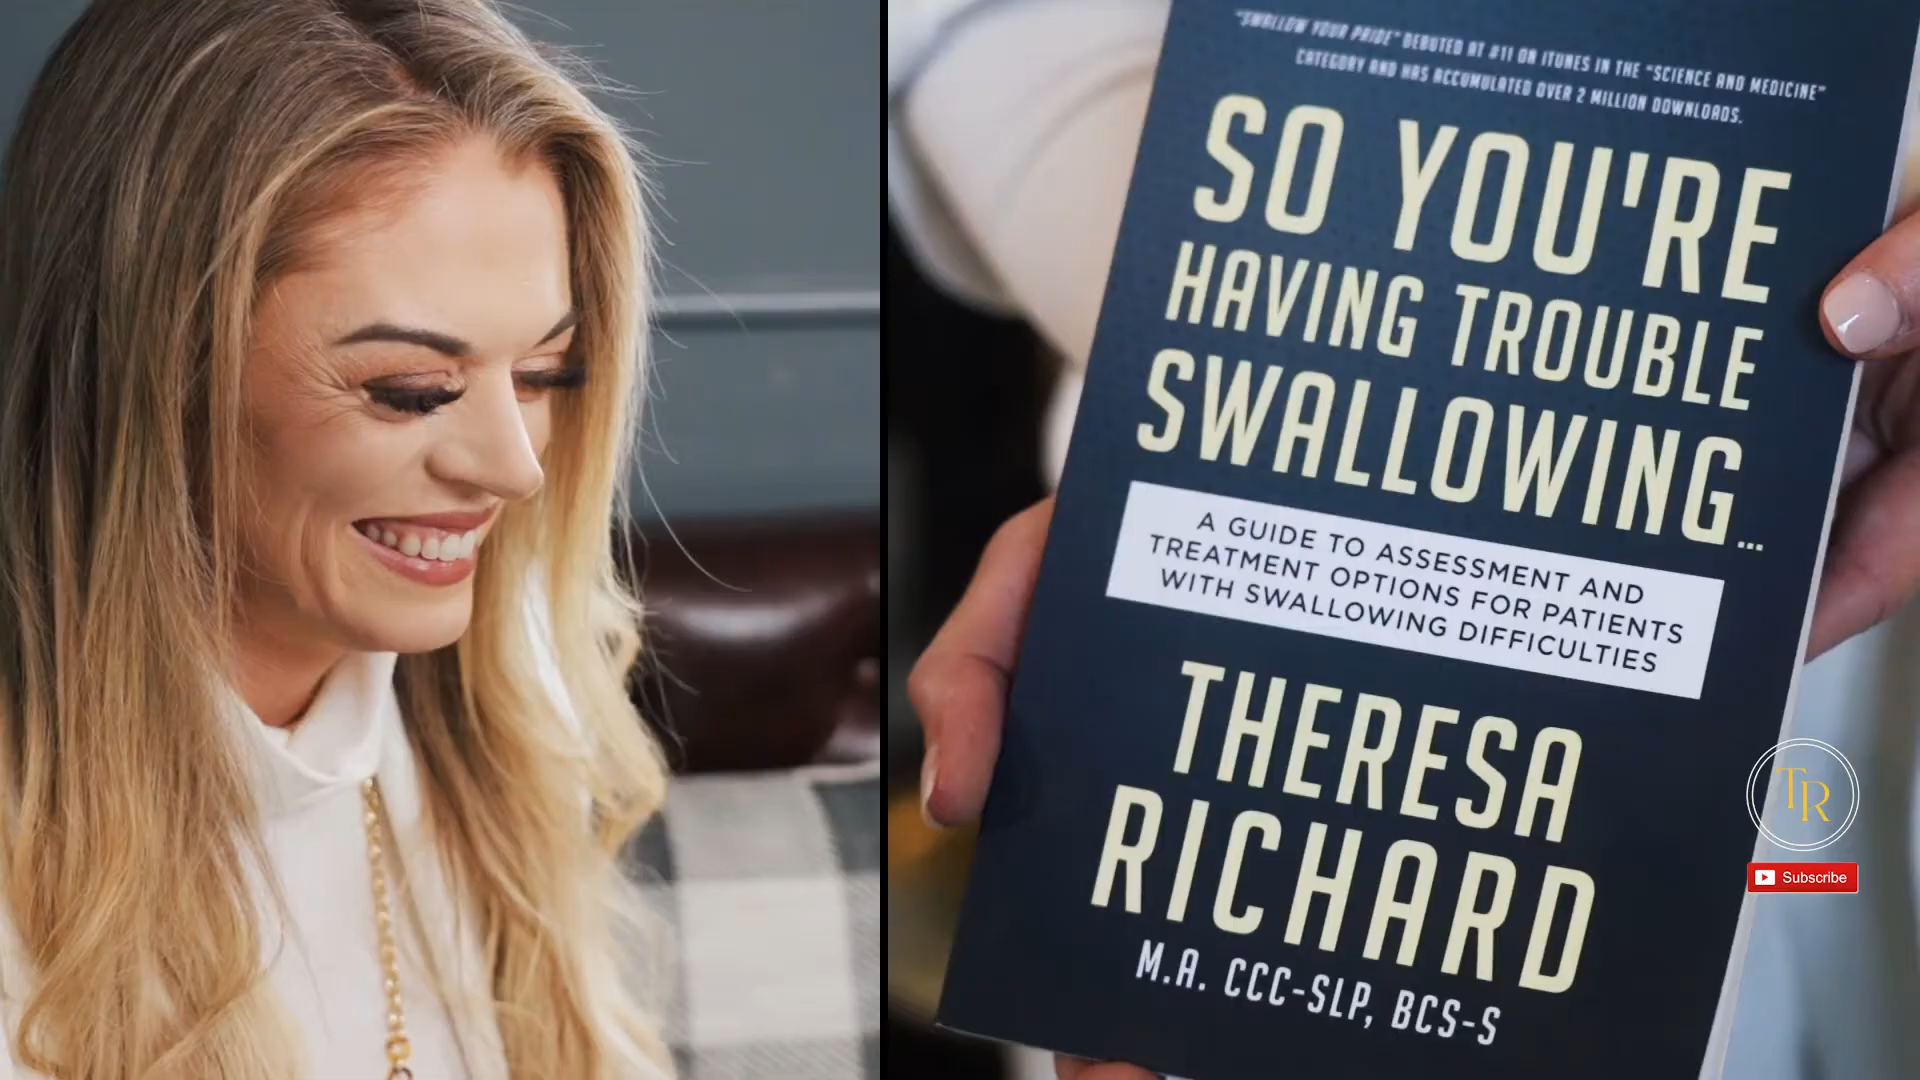 "SWALLOW YOUR PRIDE" DEBUTED AT #11 ON ITUNES IN THE "SCIENCE AND MEDICINE"
CATEGORY AND HAS ACCUMULATED OVER 2 MILLION DOWNLOADS.
SO YOU'RE
HAVING TROUBLE
SWALLOWING...
A GUIDE TO ASSESSMENT AND
TREATMENT OPTIONS FOR PATIENTS
WITH SWALLOWING DIFFICULTIES
THERESA
RICHARD
M.A. CCC-SLP, BCS-S
TR
Subscribe